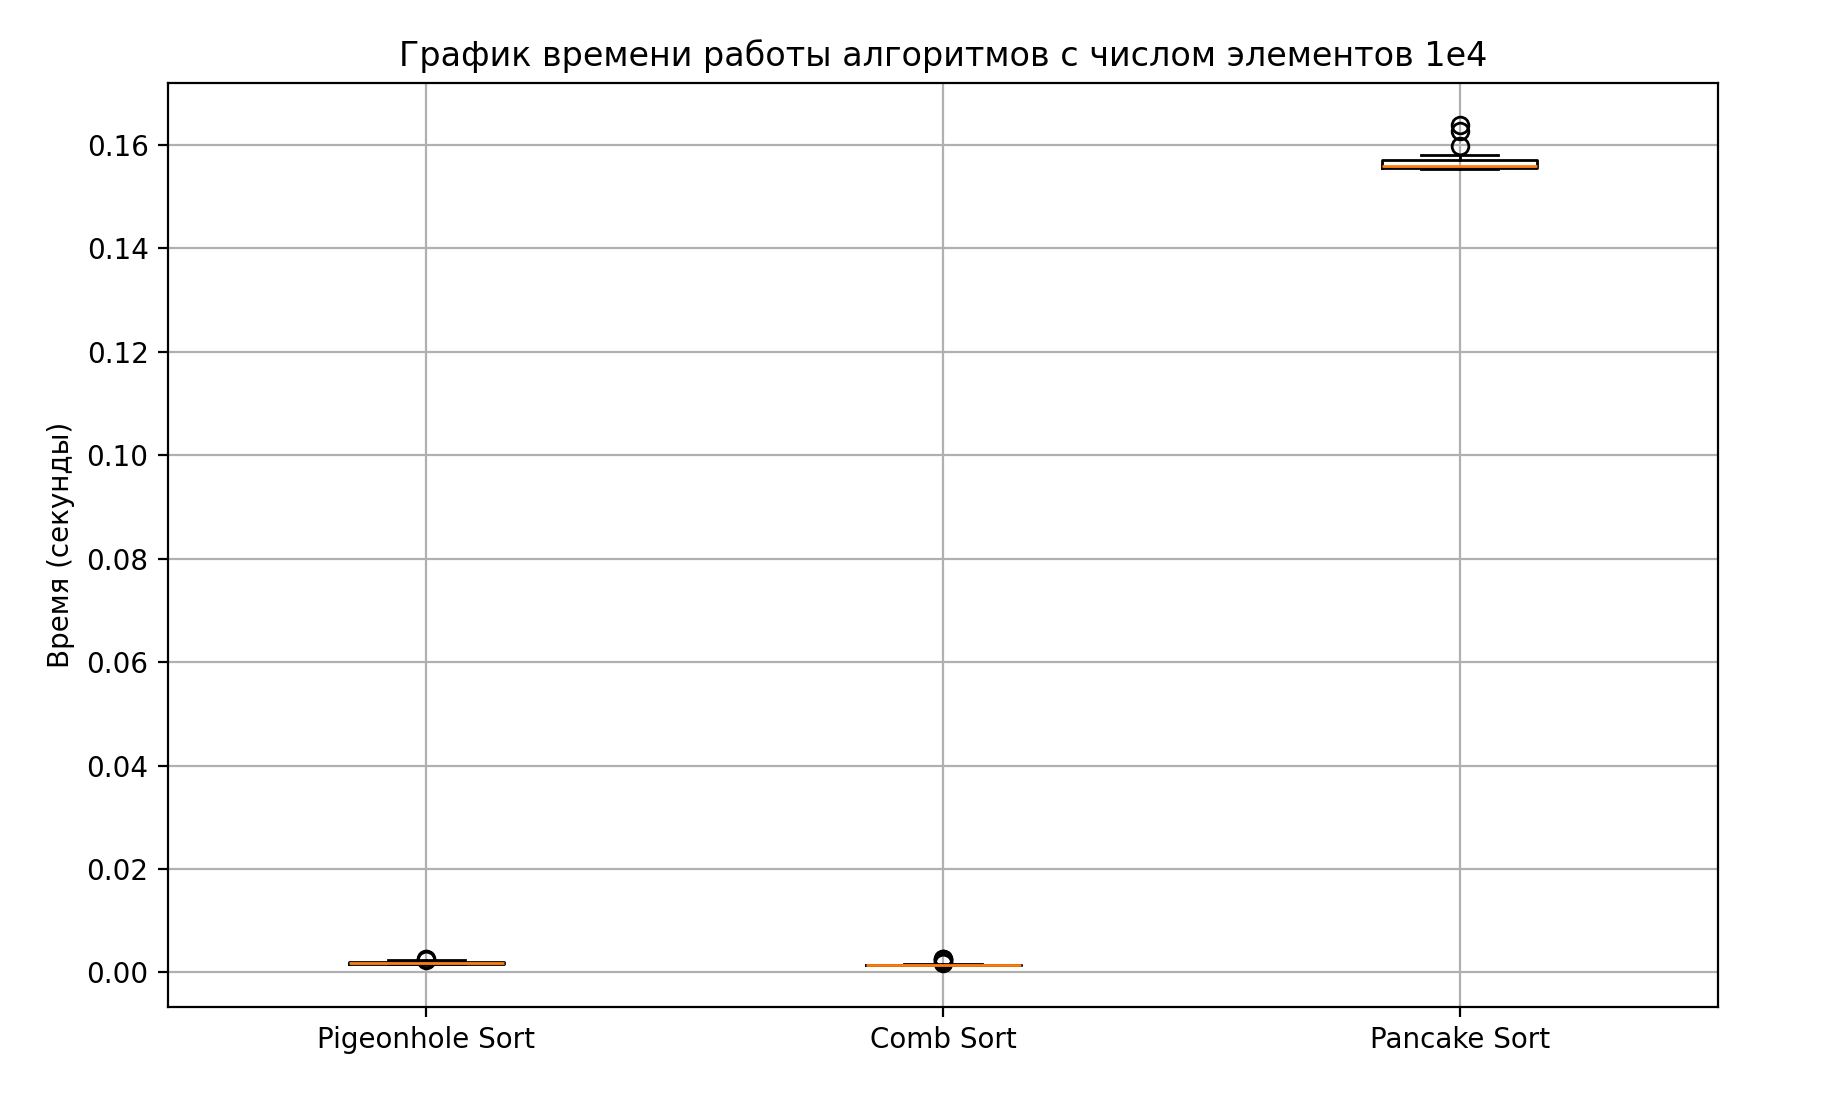 График времени работы алгоритмов с числом элементов 1e4
Время (секунды)
0.16
0.14
0.12
0.10
0.08
0.06
0.04
0.02
0.00
Pigeonhole Sort
Comb Sort
Pancake Sort